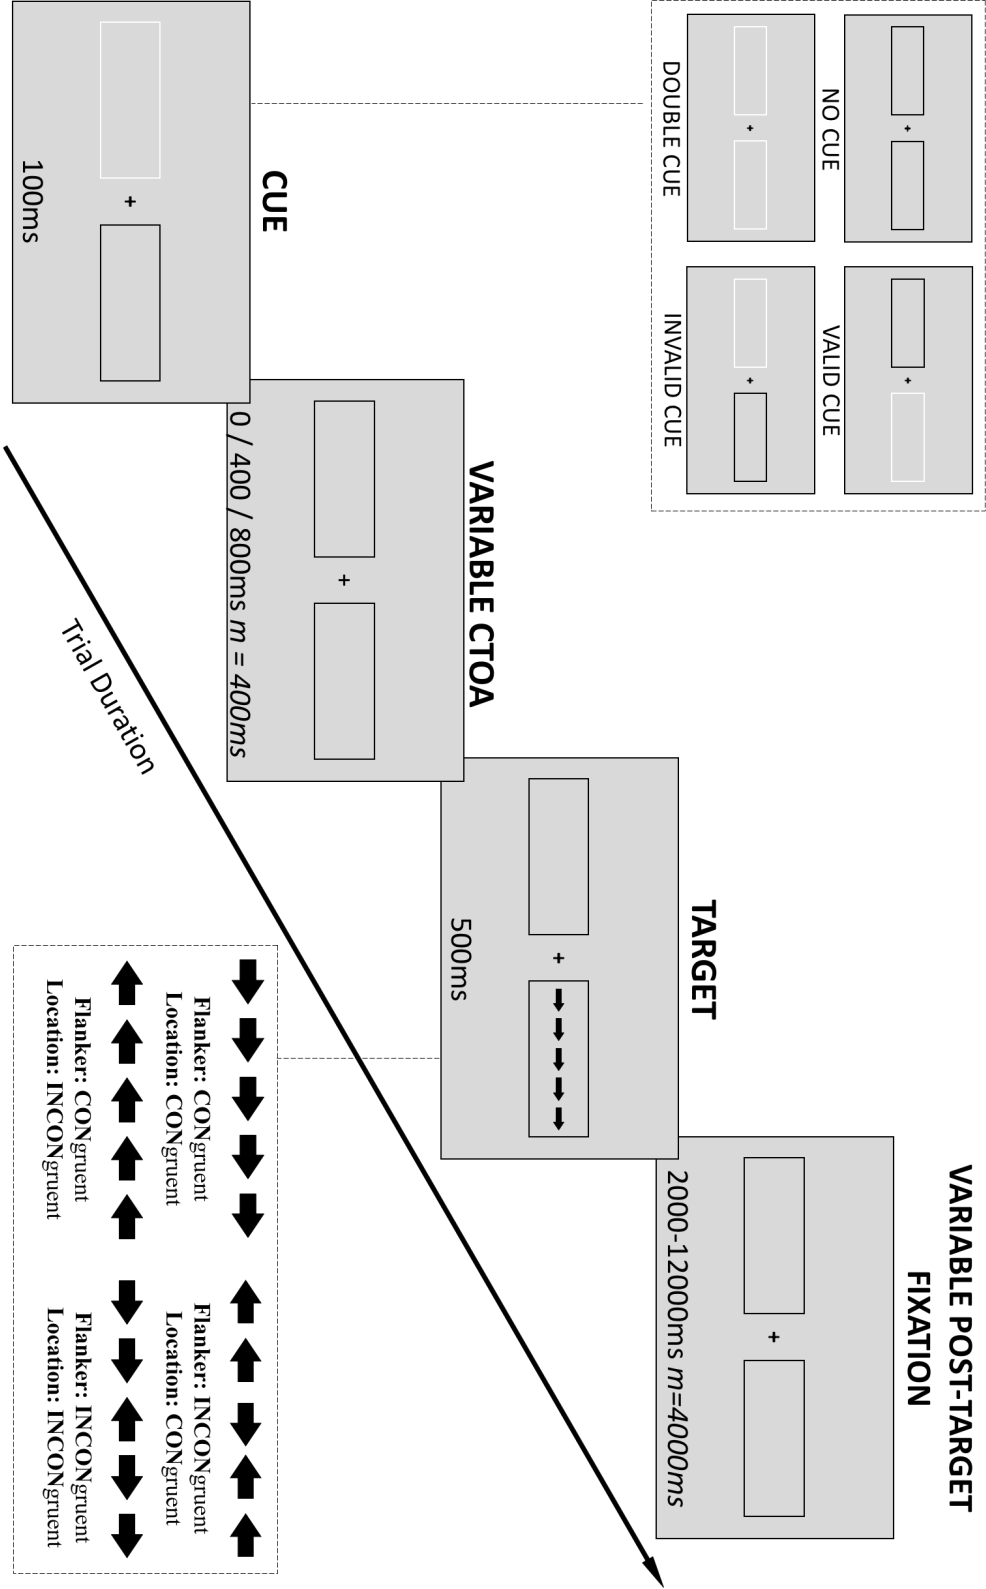 NO CUE
VALID CUE
DOUBLE CUE
INVALID CUE
CUE
100ms
VARIABLE CTOA
0 / 400 / 800ms m = 400ms
TARGET
500ms
VARIABLE POST-TARGET
FIXATION
2000-12000ms m=4000ms
Trial Duration
Flanker: CONgruent
Location: CONgruent
Flanker: INCONgruent
Location: CONgruent
Flanker: CONgruent
Location: INCONgruent
Flanker: INCONgruent
Location: INCONgruent